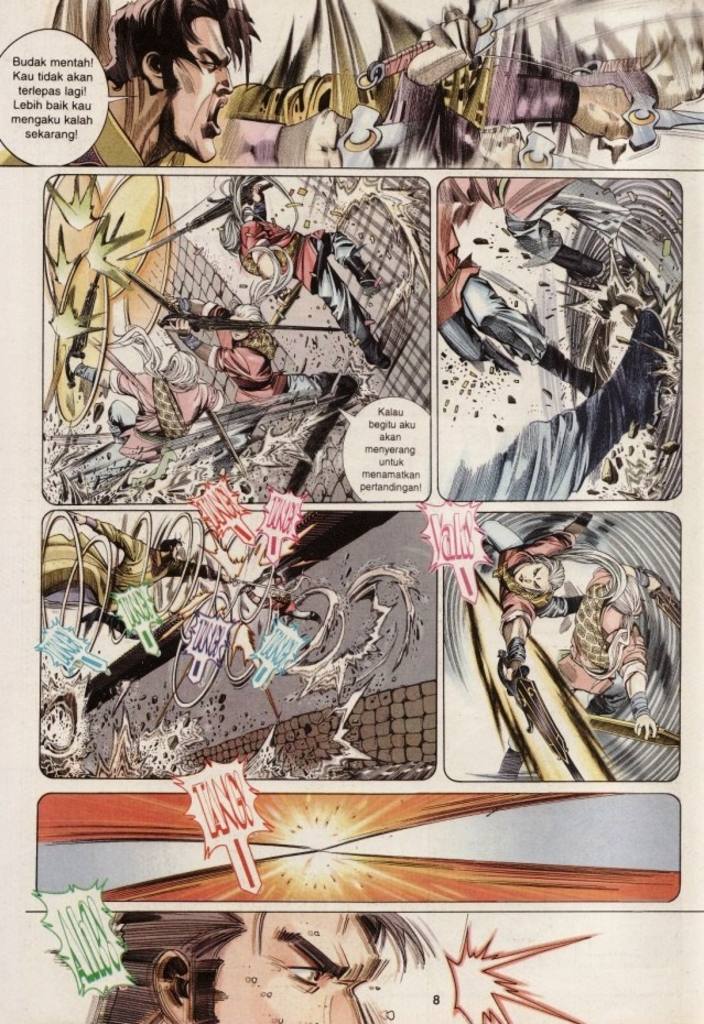 Budak mentah!
Kau tidak akan
terlepas lagi!
Lebih baik kau
mengaku kalah
sekarang!
Kalau
begitu aku
akan
menyerang
untuk
menamatkan
pertandingan!
TANG!
8